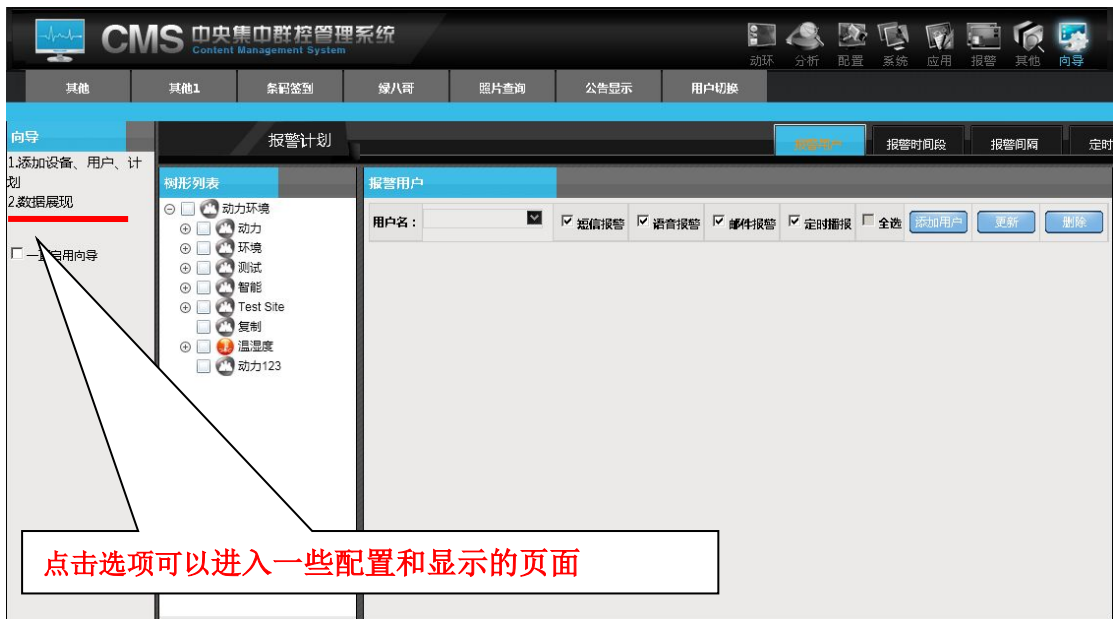 CMS 中央集中群控管理系统
Content Management System
动环 分析 配置 系统 应用 报警 其他 向导
其他 其他1 条码签到 绿八哥 照片查询 公告显示 用户切换
向导
1.添加设备、用户、计
划
2.数据展现
一直启用向导
报警计划
报警用户 报警时间段 报警间隔 定时
树形列表
动力环境
动力
环境
测试
智能
Test Site
复制
温湿度
动力123
报警用户
用户名： 短信报警 语音报警 邮件报警 定时播报 全选 添加用户 更新 删除
点击选项可以进入一些配置和显示的页面